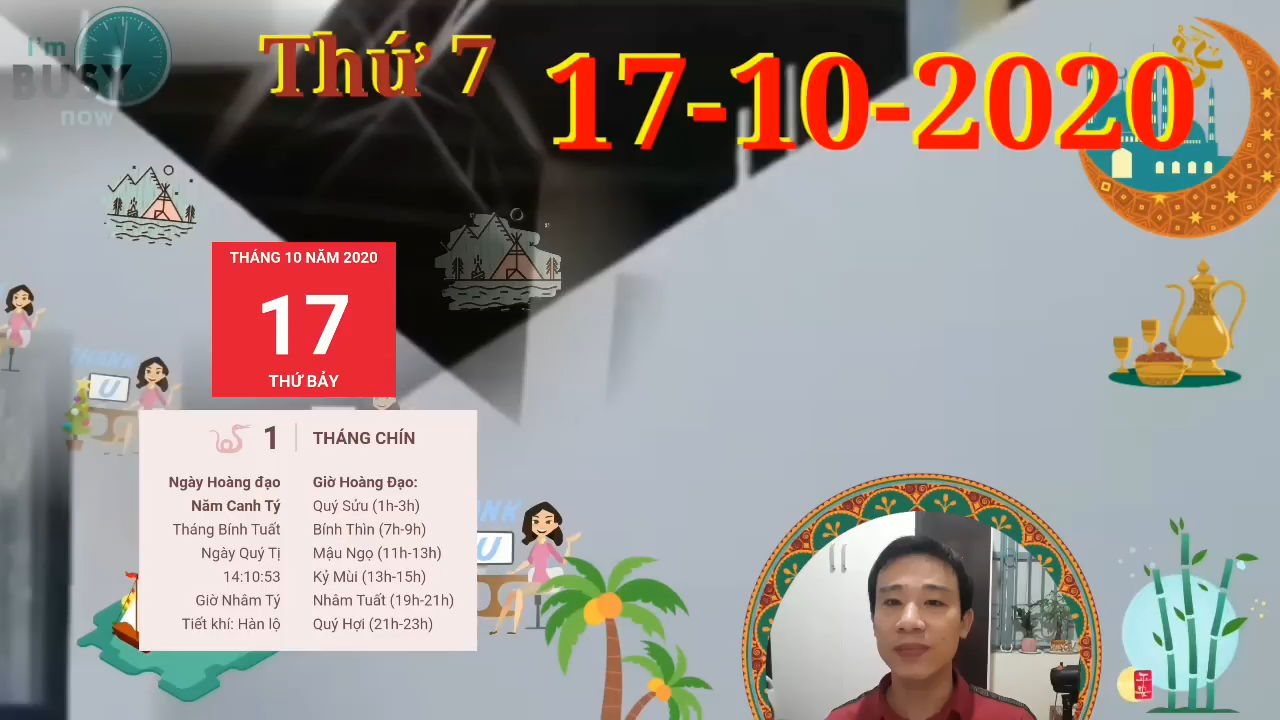 I'm
BUSY
now
Thứ 7
17-10-2020
THÁNG 10 NĂM 2020
17
THỨ BẢY
1
THÁNG CHÍN
Ngày Hoàng đạo
Năm Canh Tý
Tháng Bính Tuất
Ngày Quý Tị
14:10:53
Giờ Nhâm Tý
Tiết khí: Hàn lộ
Giờ Hoàng Đạo:
Quý Sửu (1h-3h)
Bính Thìn (7h-9h)
Mậu Ngọ (11h-13h)
Kỷ Mùi (13h-15h)
Nhâm Tuất (19h-21h)
Quý Hợi (21h-23h)
THANK
U
NK
U